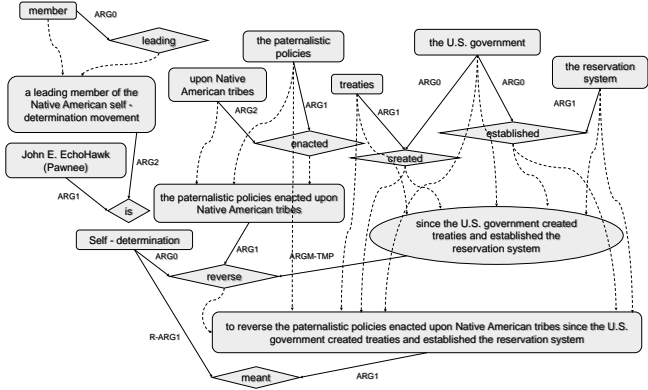 member
ARG0
leading
a leading member of the
Native American self -
determination movement
John E. EchoHawk
(Pawnee)
ARG1
ARG2
is
upon Native
American tribes
the paternalistic
policies
ARG2
ARG1
enacted
the paternalistic policies enacted upon
Native American tribes
treaties
ARG1
the U.S. government
ARG0
ARG0
created
established
the reservation
system
ARG1
since the U.S. government created
treaties and established the
reservation system
Self - determination
ARG0
ARG1
ARGM-TMP
reverse
to reverse the paternalistic policies enacted upon Native American tribes since the U.S.
government created treaties and established the reservation system
R-ARG1
meant
ARG1